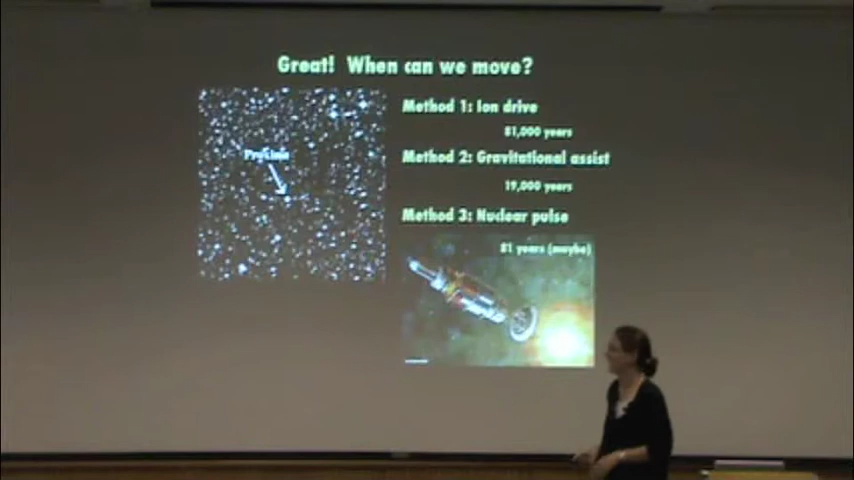 Great! When can we move?
Proxima
Method 1: Ion drive
81,000 years
Method 2: Gravitational assist
19,000 years
Method 3: Nuclear pulse
81 years (maybe)